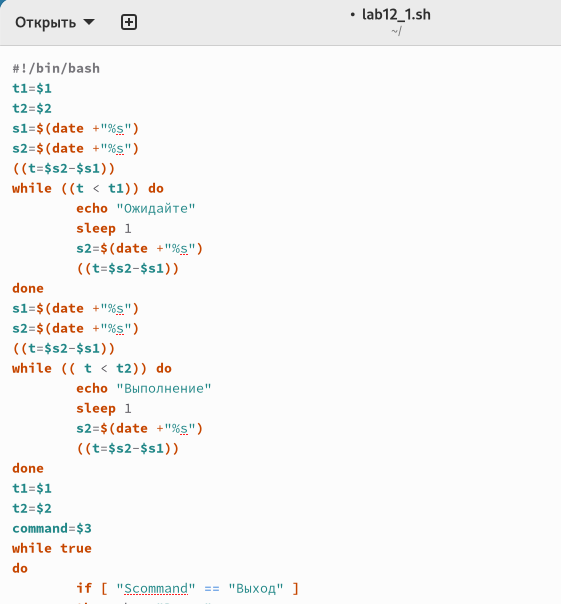 Открыть
• lab12_1.sh
~/
#!/bin/bash
t1=$1
t2=$2
s1=$(date +"%s")
s2=$(date +"%s")
((t=$s2-$s1))
while ((t < t1)) do
echo "Ожидайте"
sleep 1
s2=$(date +"%s")
((t=$s2-$s1))
done
s1=$(date +"%s")
s2=$(date +"%s")
((t=$s2-$s1))
while (( t < t2)) do
echo "Выполнение"
sleep 1
s2=$(date +"%s")
((t=$s2-$s1))
done
t1=$1
t2=$2
command=$3
while true
do
if [ "Scommand" == "Выход" ]